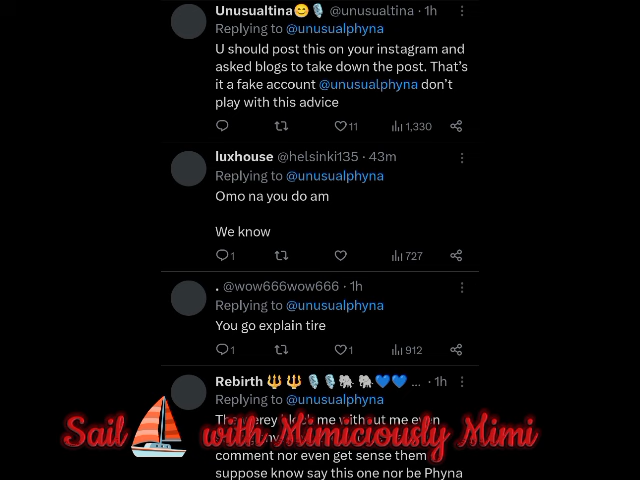 Unusualtina😊🎙️ @unusualtina · 1h
Replying to @unusualphyna
U should post this on your instagram and
asked blogs to take down the post. That's
it a fake account @unusualphyna don't
play with this advice
11 1,330
luxhouse @helsinki135 · 43m
Replying to @unusualphyna
Omo na you do am
We know
1 727
. @wow666wow666 · 1h
Replying to @unusualphyna
You go explain tire
1 1 912
Rebirth 🔱 🔱 🎙️🎙️🐘 🐘💙💙 ... · 1h
Replying to @unusualphyna
me without me even
Sail with Mimiciously Mimi
comment nor even get sense them
suppose know say this one nor be Phyna